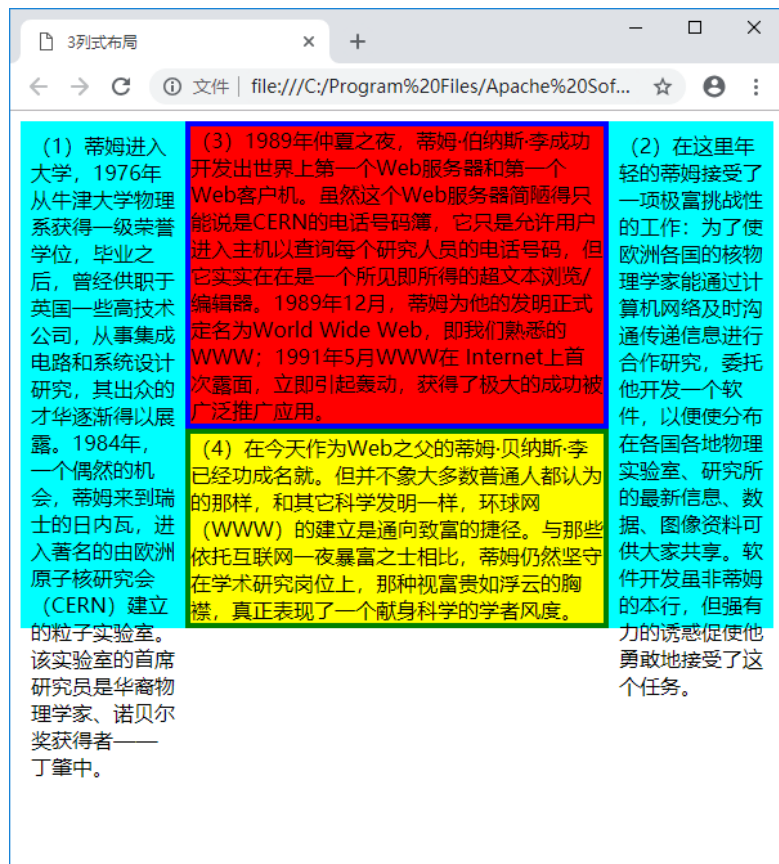 3列式布局
文件 file:///C:/Program%20Files/Apache%20Sof...
（1）蒂姆进入
大学，1976年
从牛津大学物理
系获得一级荣誉
学位，毕业之
后，曾经供职于
英国一些高技术
公司，从事集成
电路和系统设计
研究，其出众的
才华逐渐得以展
露。1984年，
一个偶然的机
会，蒂姆来到瑞
士的日内瓦，进
入著名的由欧洲
原子核研究会
（CERN）建立
的粒子实验室。
该实验室的首席
研究员是华裔物
理学家、诺贝尔
奖获得者——
丁肇中。
（3）1989年仲夏之夜，蒂姆·伯纳斯·李成功
开发出世界上第一个Web服务器和第一个
Web客户机。虽然这个Web服务器简陋得只
能说是CERN的电话号码簿，它只是允许用户
进入主机以查询每个研究人员的电话号码，但
它实实在在是一个所见即所得的超文本浏览/
编辑器。1989年12月，蒂姆为他的发明正式
定名为World Wide Web，即我们熟悉的
WWW；1991年5月WWW在 Internet上首
次露面，立即引起轰动，获得了极大的成功被
广泛推广应用。
（4）在今天作为Web之父的蒂姆·贝纳斯·李
已经功成名就。但并不象大多数普通人都认为
的那样，和其它科学发明一样，环球网
（WWW）的建立是通向致富的捷径。与那些
依托互联网一夜暴富之士相比，蒂姆仍然坚守
在学术研究岗位上，那种视富贵如浮云的胸
襟，真正表现了一个献身科学的学者风度。
（2）在这里年
轻的蒂姆接受了
一项极富挑战性
的工作：为了使
欧洲各国的核物
理学家能通过计
算机网络及时沟
通传递信息进行
合作研究，委托
他开发一个软
件，以便使分布
在各国各地物理
实验室、研究所
的最新信息、数
据、图像资料可
供大家共享。软
件开发虽非蒂姆
的本行，但强有
力的诱惑促使他
勇敢地接受了这
个任务。